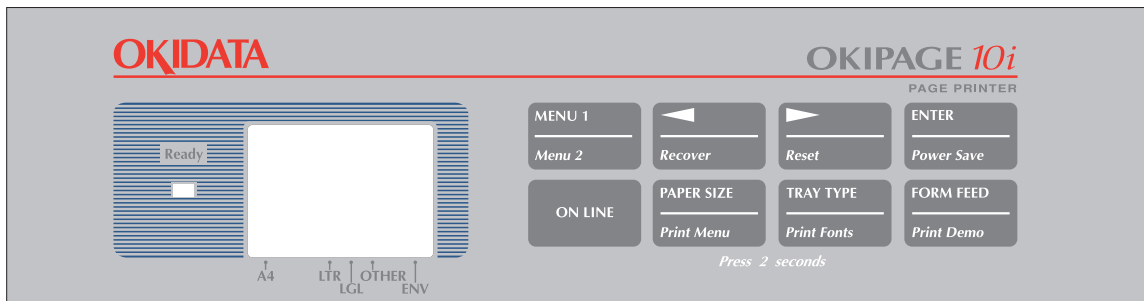 OKIDATA
OKIPAGE 10i
PAGE PRINTER
Ready
A4 LTR LGL OTHER ENV
MENU 1
Menu 2
Recover
Reset
ENTER
Power Save
ON LINE
PAPER SIZE
Print Menu
TRAY TYPE
Print Fonts
FORM FEED
Print Demo
Press 2 seconds